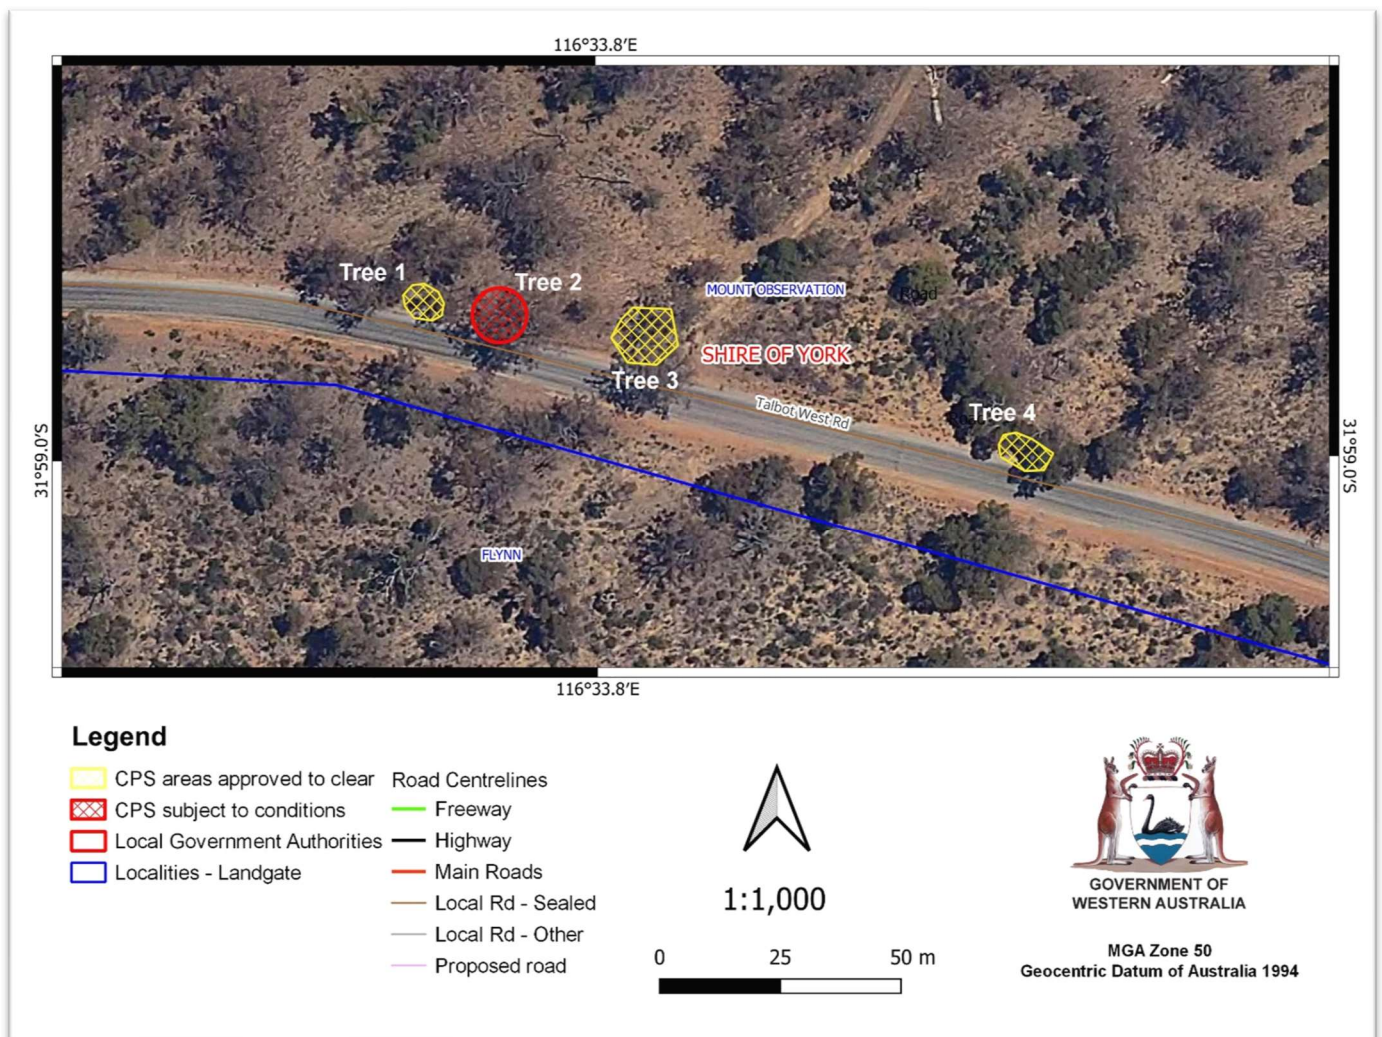 116°33.8'E
Tree 1
Tree 2
MOUNT OBSERVATION
Road
SHIRE OF YORK
Tree 3
Talbot West Rd
Tree 4
31°59.0'S
31°59.0'S
FLYNN
116°33.8'E
Legend
CPS areas approved to clear
CPS subject to conditions
Local Government Authorities
Localities - Landgate
Road Centrelines
Freeway
Highway
Main Roads
Local Rd - Sealed
Local Rd - Other
Proposed road
1:1,000
0 25 50 m
GOVERNMENT OF
WESTERN AUSTRALIA
MGA Zone 50
Geocentric Datum of Australia 1994